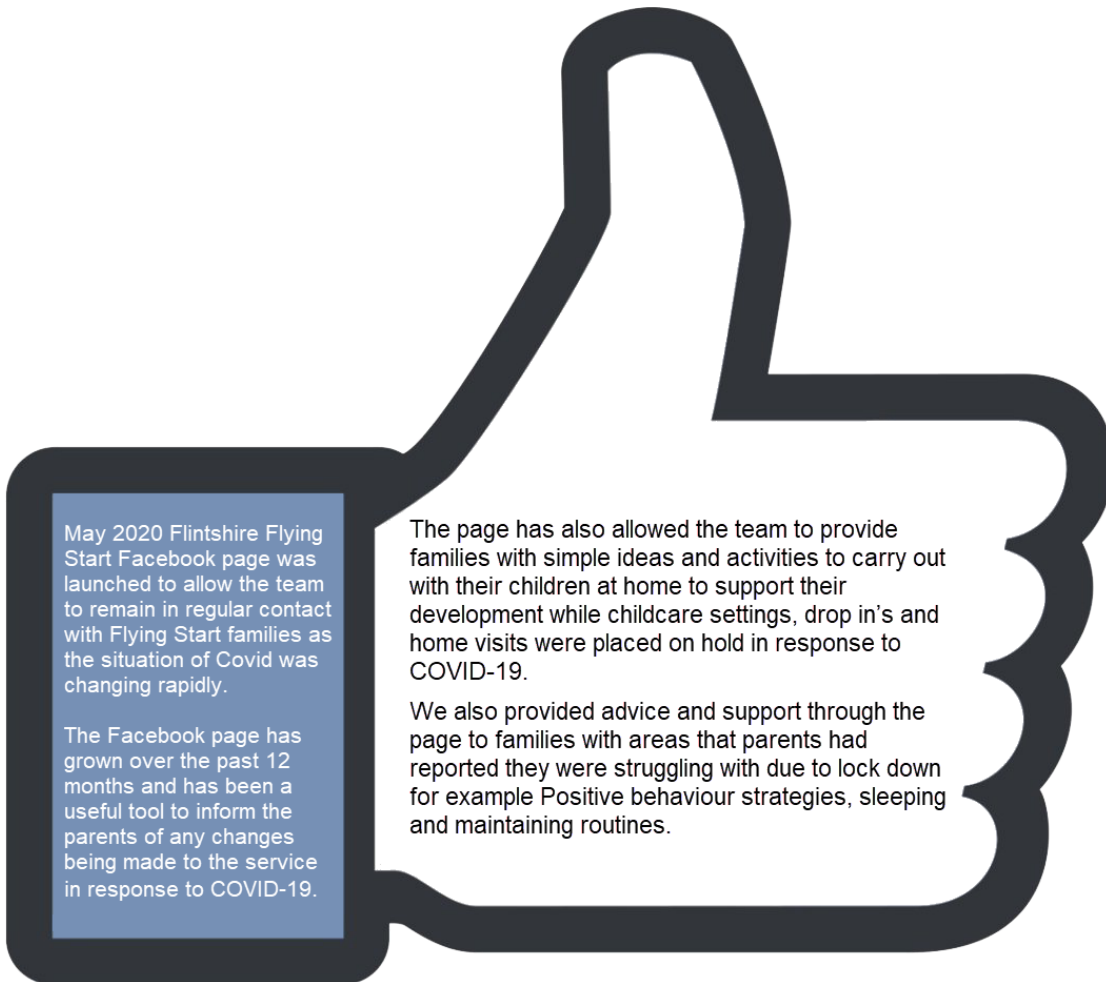 May 2020 Flintshire Flying
Start Facebook page was
launched to allow the team
to remain in regular contact
with Flying Start families as
the situation of Covid was
changing rapidly.
The Facebook page has
grown over the past 12
months and has been a
useful tool to inform the
parents of any changes
being made to the service
in response to COVID-19.
The page has also allowed the team to provide
families with simple ideas and activities to carry out
with their children at home to support their
development while childcare settings, drop in's and
home visits were placed on hold in response to
COVID-19.
We also provided advice and support through the
page to families with areas that parents had
reported they were struggling with due to lock down
for example Positive behaviour strategies, sleeping
and maintaining routines.